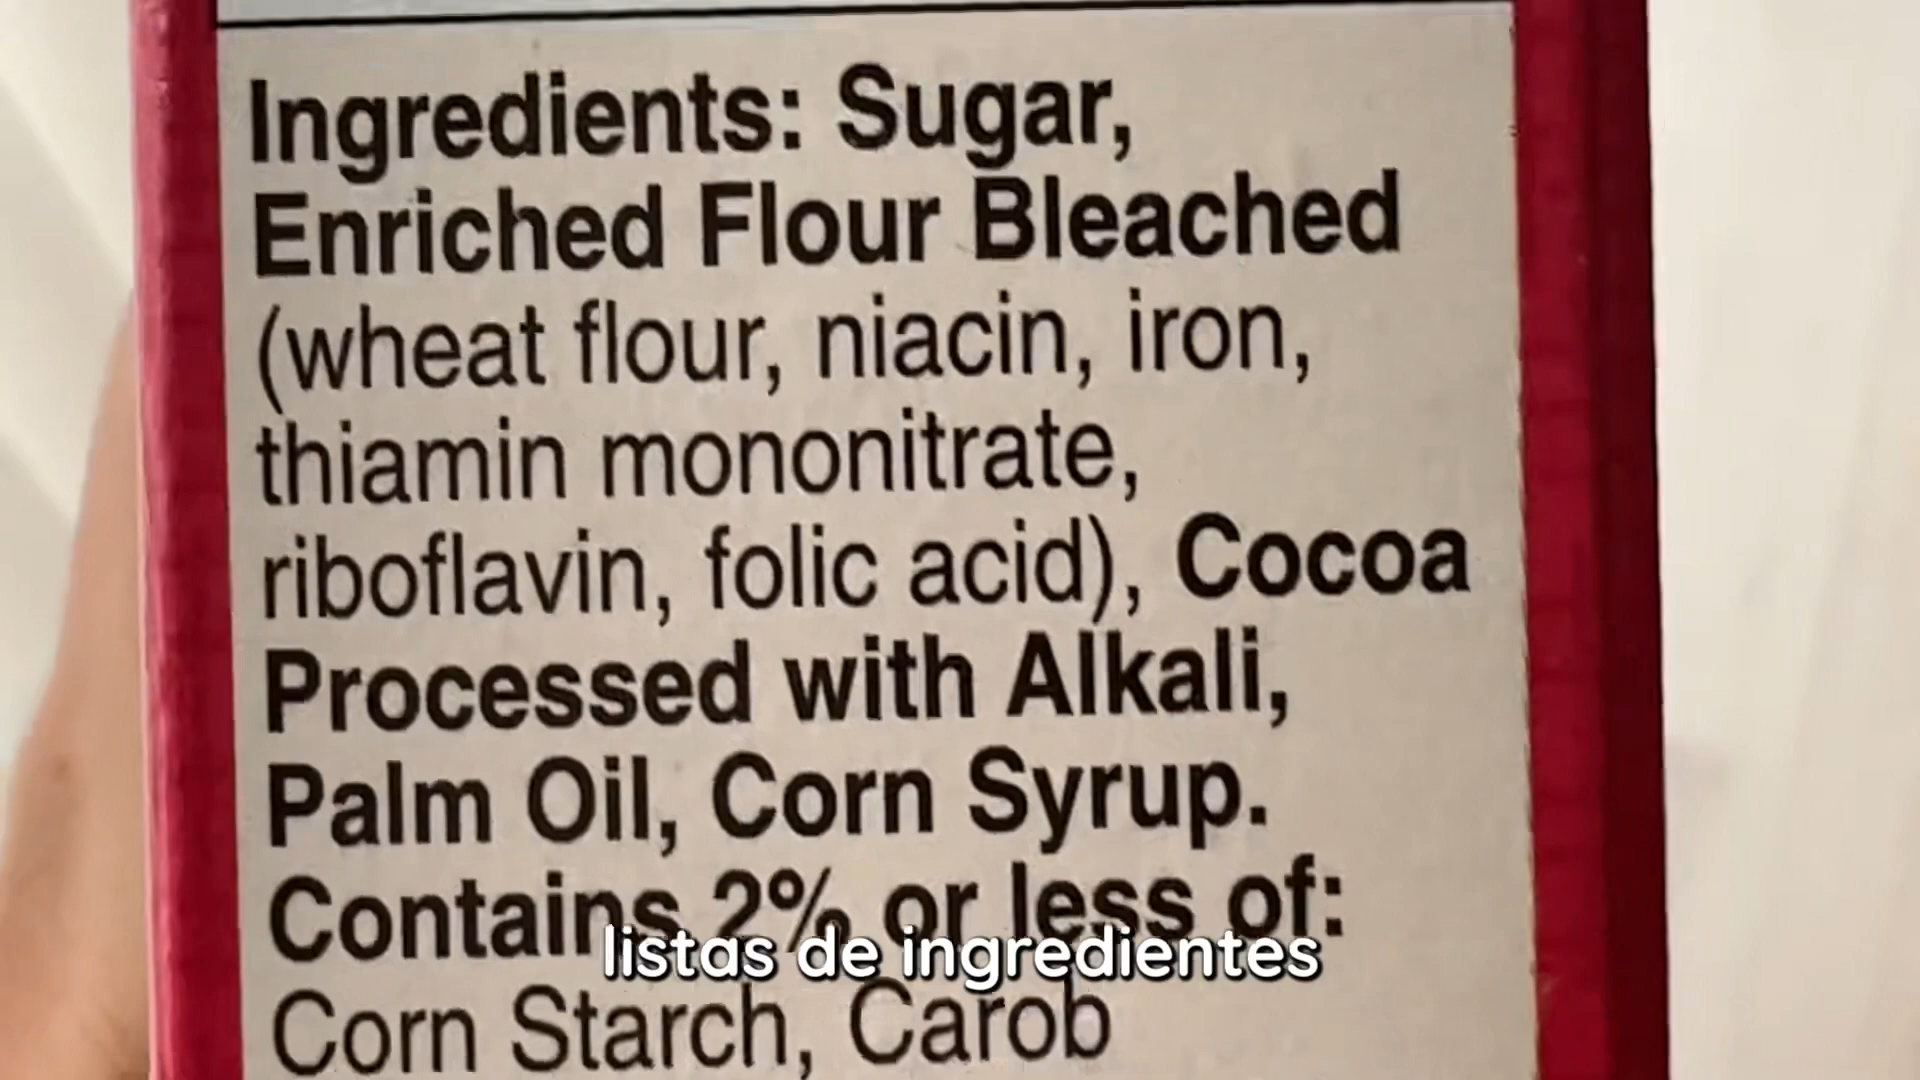 Ingredients: Sugar,
Enriched Flour Bleached
(wheat flour, niacin, iron,
thiamin mononitrate,
riboflavin, folic acid), Cocoa
Processed with Alkali,
Palm Oil, Corn Syrup.
Contains 2% or less of:
listas de ingredientes
Corn Starch, Carob